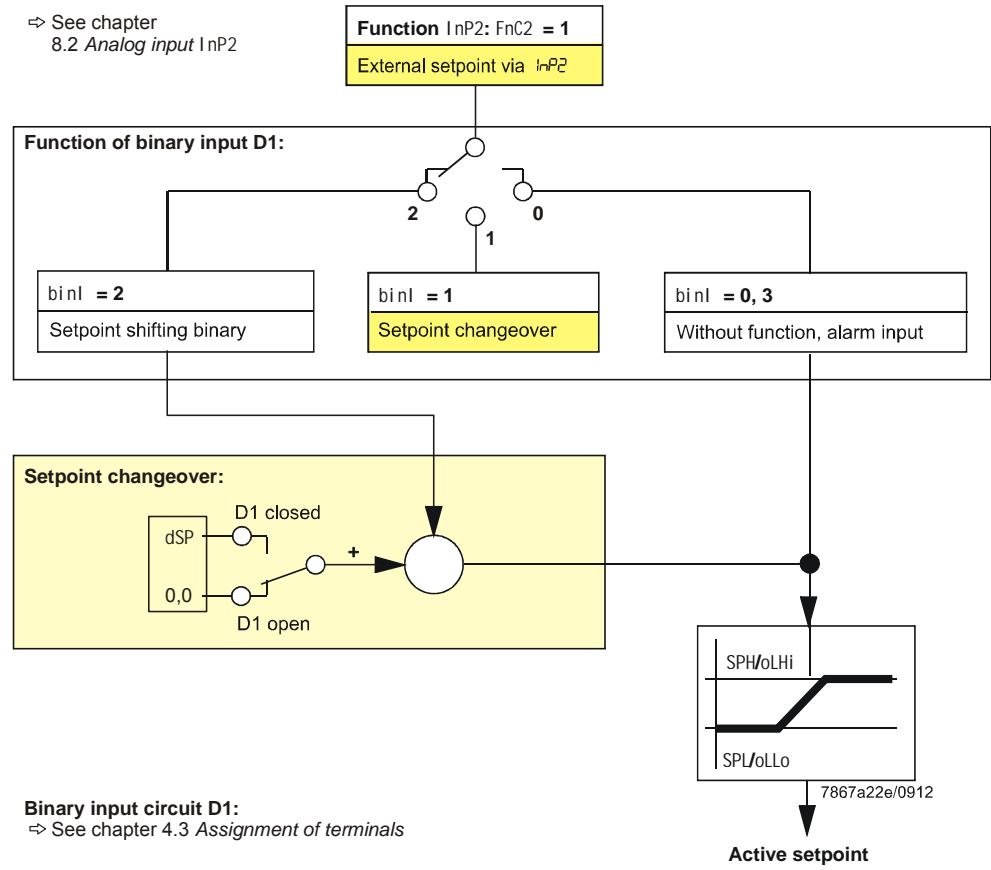 ⇨ See chapter
8.2 Analog input InP2
Function InP2: FnC2 = 1
External setpoint via InP2
Function of binary input D1:
2
0
1
binI = 2
Setpoint shifting binary
binI = 1
Setpoint changeover
binI = 0, 3
Without function, alarm input
Setpoint changeover:
D1 closed
dSP
+
0,0
D1 open
SPH/oLHi
SPL/oLLo
7867a22e/0912
Binary input circuit D1:
⇨ See chapter 4.3 Assignment of terminals
Active setpoint